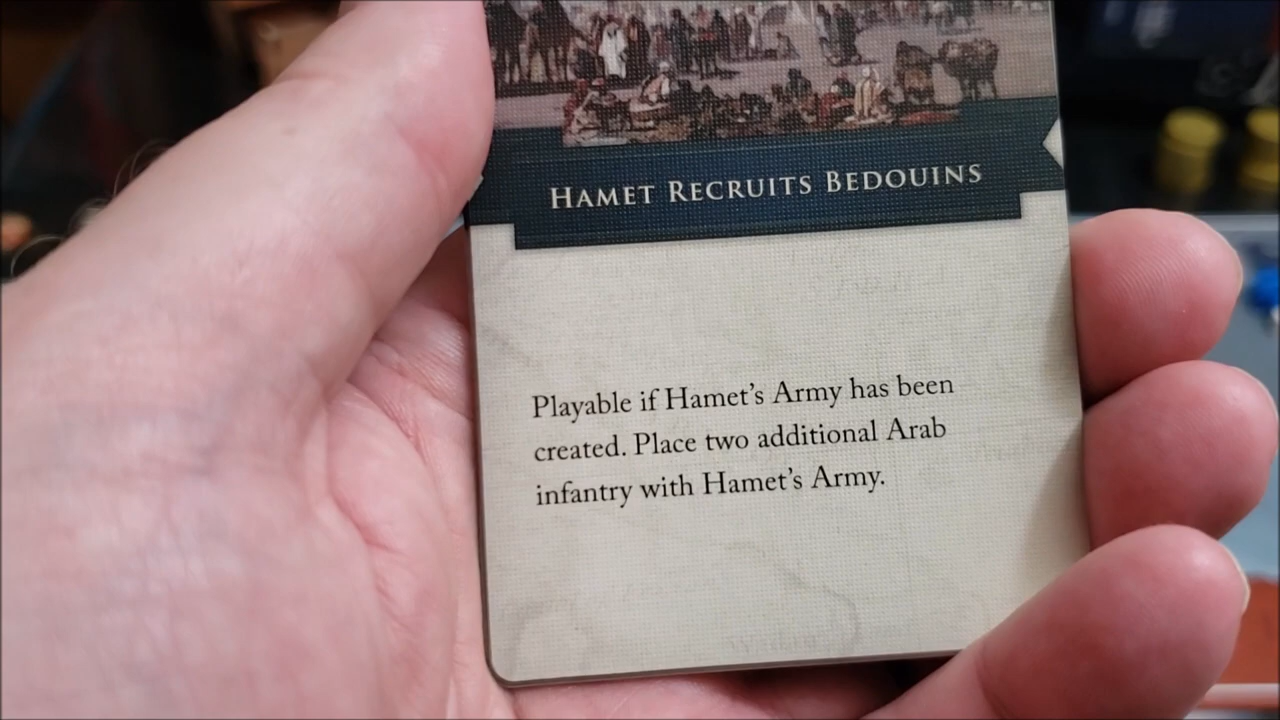 Hamet Recruits Bedouins
Playable if Hamet's Army has been
created. Place two additional Arab
infantry with Hamet's Army.